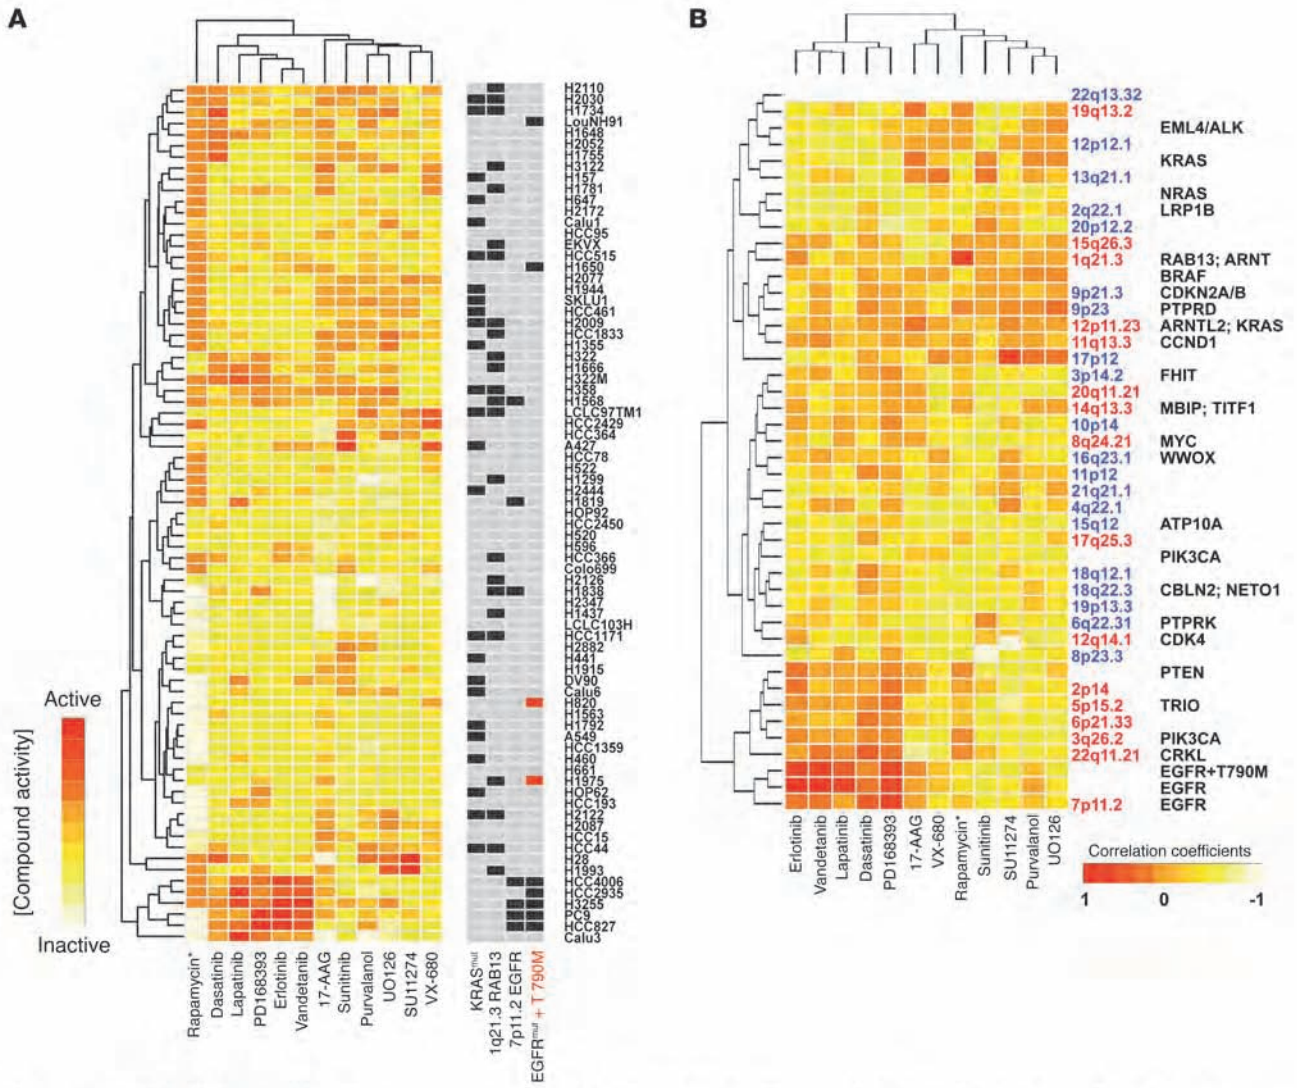 A
H2110
H2030
H1734
LouNH91
H1648
H2052
H1755
H3122
H157
H1781
H647
H2172
Calu1
HCC95
EKVX
HCC515
H1650
H2077
H1944
SKLU1
HCC461
H2009
HCC1833
H1355
H322
H1666
H322M
H358
H1568
LCLC97TM1
HCC2429
HCC364
A427
HCC78
H522
H1299
H2444
H1819
HOP92
HCC2450
H520
H596
HCC366
Colo699
H2126
H1838
H2347
H1437
LCLC103H
HCC1171
H2882
H441
H1915
DV90
Calu6
H820
H1563
H1792
A549
HCC1359
H460
H661
H1975
HOP62
HCC193
H2122
H2087
HCC15
HCC44
H28
H1993
HCC4006
HCC2935
H3255
PC9
HCC827
Calu3
Active
[Compound activity]
Inactive
Rapamycin*
Dasatinib
Lapatinib
PD168393
Erlotinib
Vandetanib
17-AAG
Sunitinib
Purvalanol
UO126
SU11274
VX-680
KRASmut
1q21.3 RAB13
7p11.2 EGFR
EGFRmut + T 790M
B
22q13.32
19q13.2
EML4/ALK
12p12.1
KRAS
13q21.1
NRAS
2q22.1 LRP1B
20p12.2
15q26.3
1q21.3 RAB13; ARNT
BRAF
9p21.3 CDKN2A/B
9p23 PTPRD
12p11.23 ARNTL2; KRAS
11q13.3 CCND1
17p12
3p14.2 FHIT
20q11.21
14q13.3 MBIP; TITF1
10p14
8q24.21 MYC
16q23.1 WWOX
11p12
21q21.1
4q22.1
15q12 ATP10A
17q25.3
PIK3CA
18q12.1
18q22.3 CBLN2; NETO1
19p13.3
6q22.31 PTPRK
12q14.1 CDK4
8p23.3
PTEN
2p14
5p15.2 TRIO
6p21.33
3q26.2 PIK3CA
22q11.21 CRKL
EGFR+T790M
EGFR
7p11.2 EGFR
Erlotinib
Vandetanib
Lapatinib
Dasatinib
PD168393
17-AAG
VX-680
Rapamycin*
Sunitinib
SU11274
Purvalanol
UO126
Correlation coefficients
1 0 -1